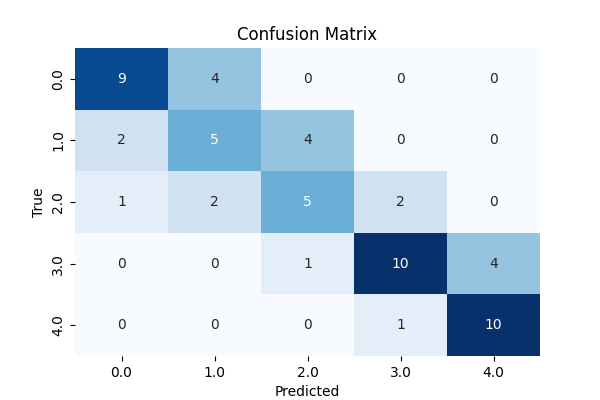 Confusion Matrix
0.0 9 4 0 0 0
1.0 2 5 4 0 0
2.0 1 2 5 2 0
3.0 0 0 1 10 4
4.0 0 0 0 1 10
True
0.0 1.0 2.0 3.0 4.0
Predicted